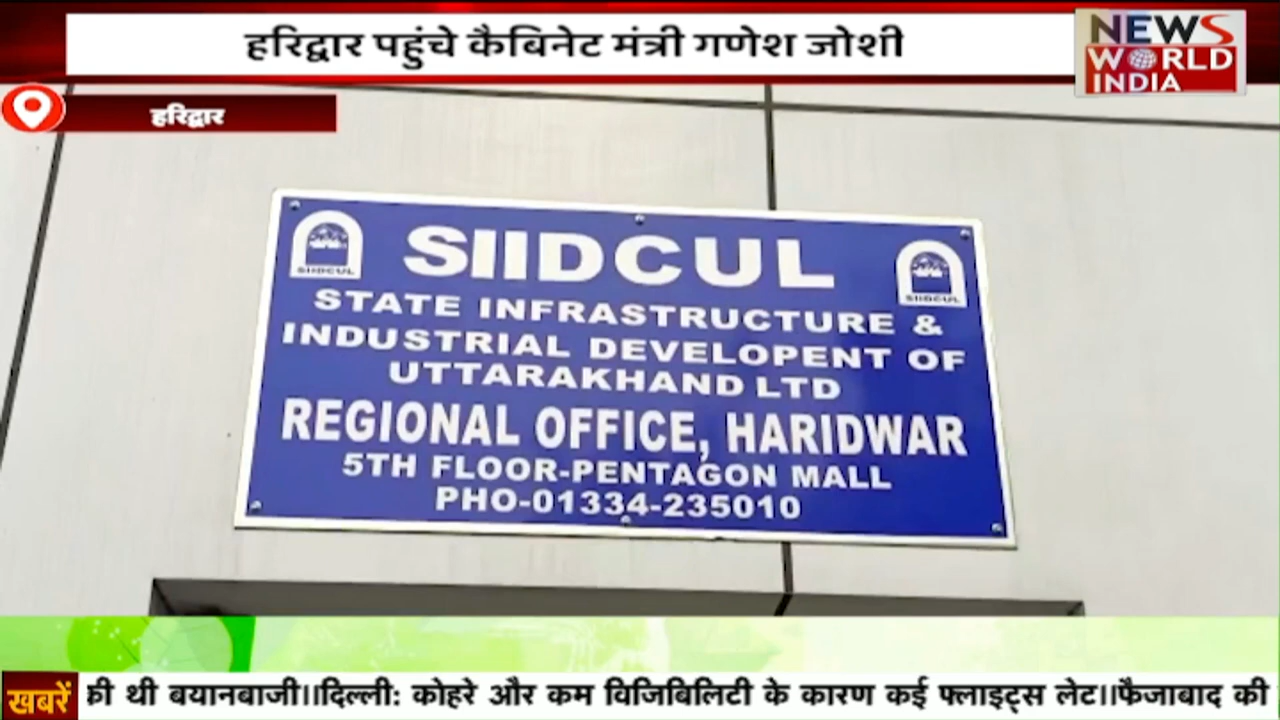 हरिद्वार पहुंचे कैबिनेट मंत्री गणेश जोशी
NEWS
WORLD
INDIA
हरिद्वार
SIIDCUL
SIIDCUL
SIIDCUL
STATE INFRASTRUCTURE &
INDUSTRIAL DEVELOPENT OF
UTTARAKHAND LTD
REGIONAL OFFICE, HARIDWAR
5TH FLOOR-PENTAGON MALL
PHO-01334-235010
खबरें की थी बयानबाजी||दिल्ली: कोहरे और कम विजिबिलिटी के कारण कई फ्लाइट्स लेट||फैजाबाद की